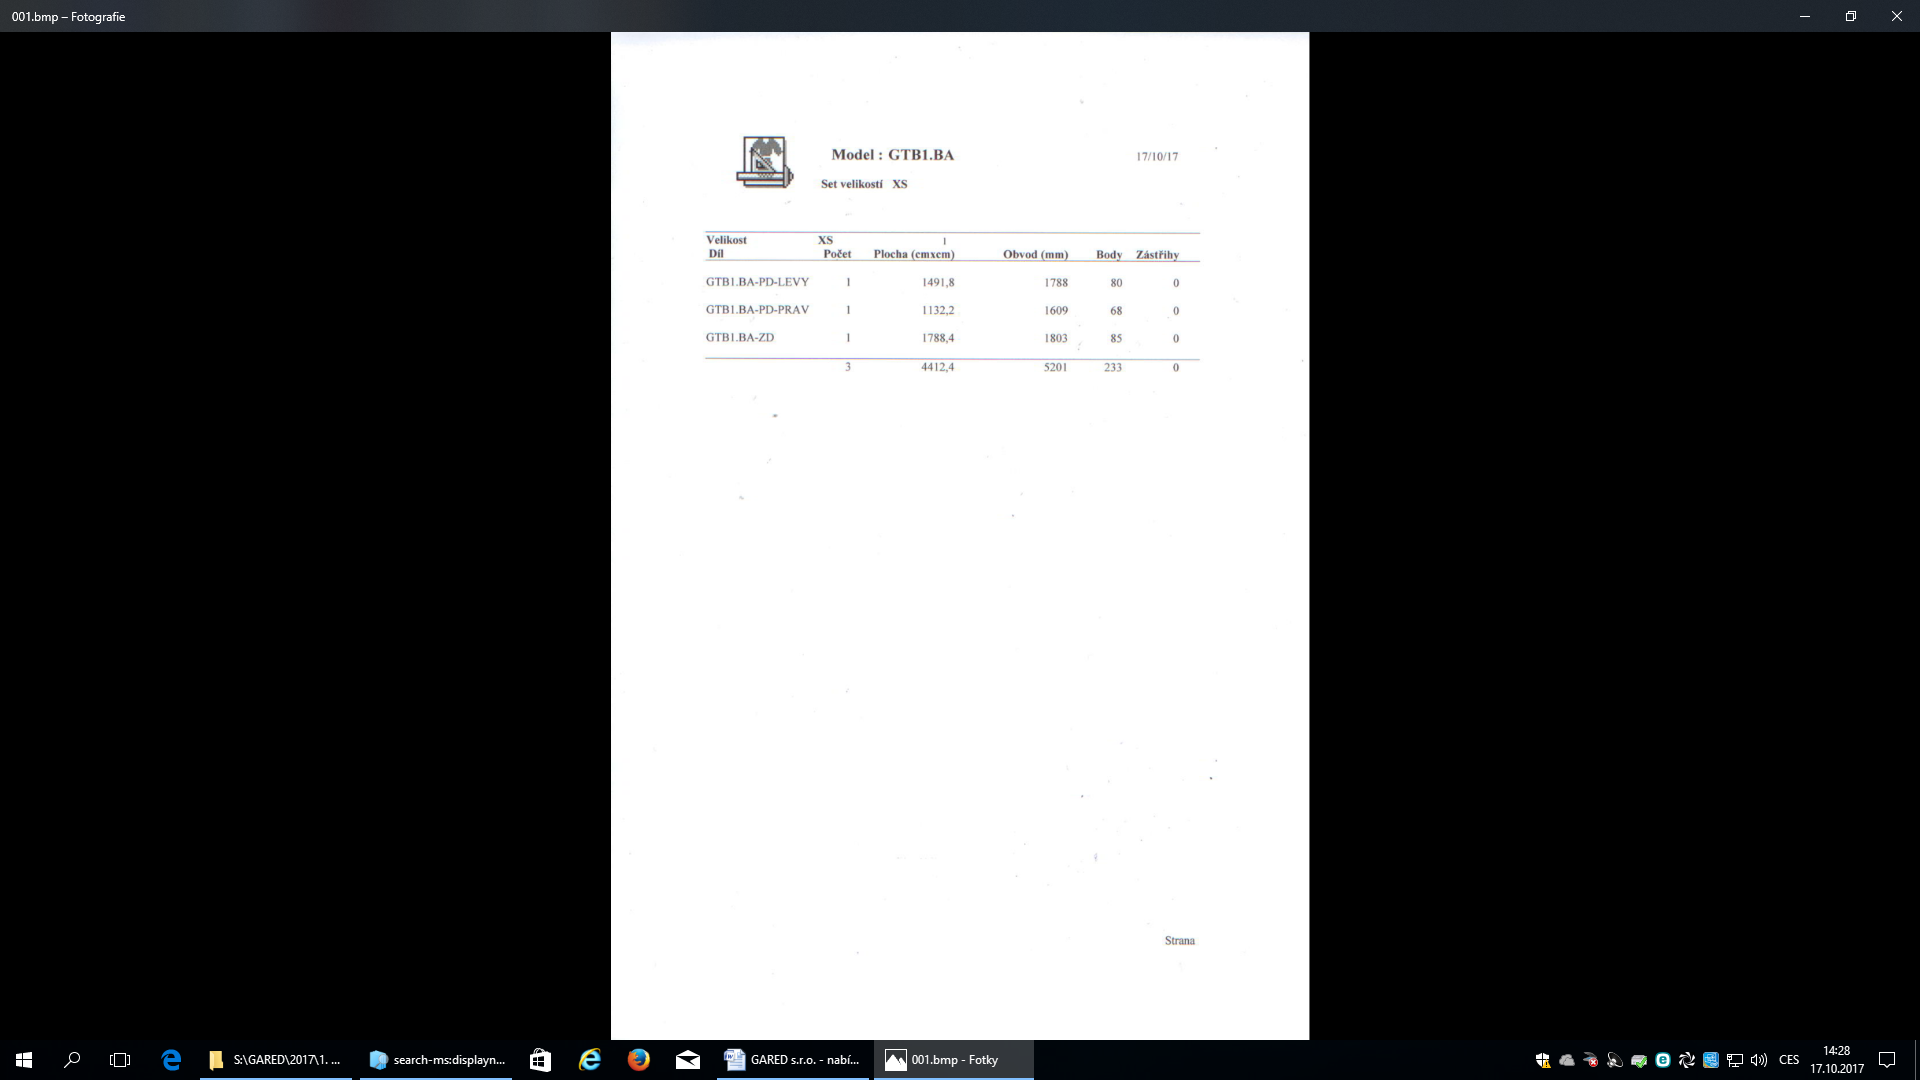 001.bmp – Fotografie
Model : GTB1.BA
17/10/17
Set velikostí XS
Velikost XS 1
Díl Počet Plocha (cmxcm) Obvod (mm) Body Zástřihy
GTB1.BA-PD-LEVY 1 1491,8 1788 80 0
GTB1.BA-PD-PRAV 1 1132,2 1609 68 0
GTB1.BA-ZD 1 1788,4 1803 85 0
3 4412,4 5201 233 0
Strana
S:\GARED\2017\1. ...
search-ms:displayn...
GARED s.r.o. - nabí...
001.bmp - Fotky
CES
14:28
17.10.2017